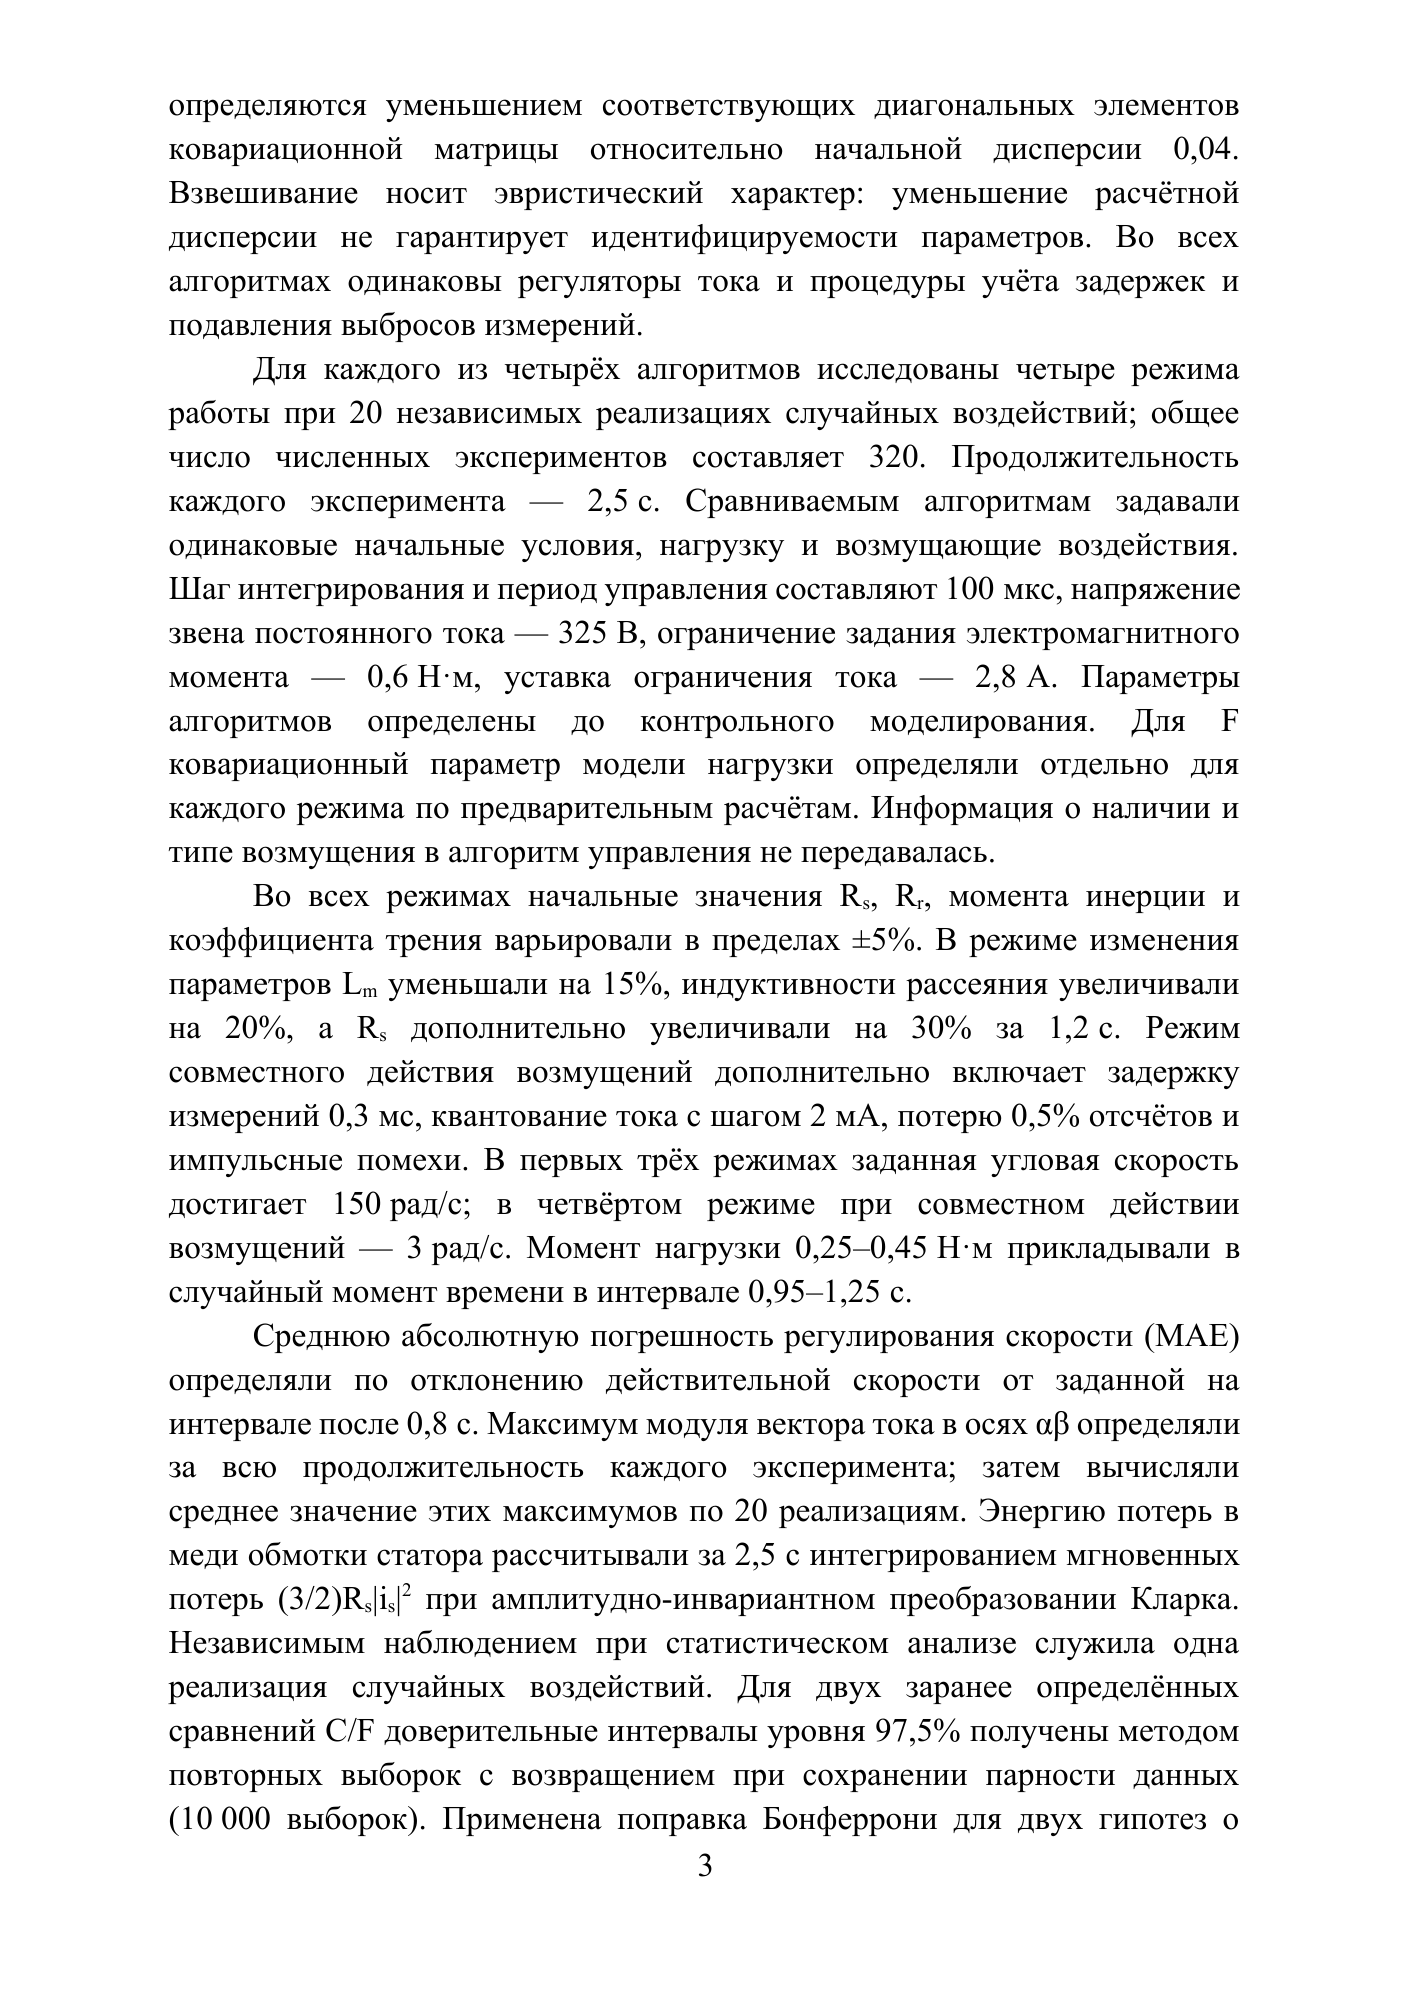 определяются уменьшением соответствующих диагональных элементов
ковариационной матрицы относительно начальной дисперсии 0,04.
Взвешивание носит эвристический характер: уменьшение расчётной
дисперсии не гарантирует идентифицируемости параметров. Во всех
алгоритмах одинаковы регуляторы тока и процедуры учёта задержек и
подавления выбросов измерений.
Для каждого из четырёх алгоритмов исследованы четыре режима
работы при 20 независимых реализациях случайных воздействий; общее
число численных экспериментов составляет 320. Продолжительность
каждого эксперимента — 2,5 с. Сравниваемым алгоритмам задавали
одинаковые начальные условия, нагрузку и возмущающие воздействия.
Шаг интегрирования и период управления составляют 100 мкс, напряжение
звена постоянного тока — 325 В, ограничение задания электромагнитного
момента — 0,6 Н·м, уставка ограничения тока — 2,8 А. Параметры
алгоритмов определены до контрольного моделирования. Для F
ковариационный параметр модели нагрузки определяли отдельно для
каждого режима по предварительным расчётам. Информация о наличии и
типе возмущения в алгоритм управления не передавалась.
Во всех режимах начальные значения Rₛ, Rᵣ, момента инерции и
коэффициента трения варьировали в пределах ±5%. В режиме изменения
параметров Lₘ уменьшали на 15%, индуктивности рассеяния увеличивали
на 20%, а Rₛ дополнительно увеличивали на 30% за 1,2 с. Режим
совместного действия возмущений дополнительно включает задержку
измерений 0,3 мс, квантование тока с шагом 2 мА, потерю 0,5% отсчётов и
импульсные помехи. В первых трёх режимах заданная угловая скорость
достигает 150 рад/с; в четвёртом режиме при совместном действии
возмущений — 3 рад/с. Момент нагрузки 0,25–0,45 Н·м прикладывали в
случайный момент времени в интервале 0,95–1,25 с.
Среднюю абсолютную погрешность регулирования скорости (MAE)
определяли по отклонению действительной скорости от заданной на
интервале после 0,8 с. Максимум модуля вектора тока в осях αβ определяли
за всю продолжительность каждого эксперимента; затем вычисляли
среднее значение этих максимумов по 20 реализациям. Энергию потерь в
меди обмотки статора рассчитывали за 2,5 с интегрированием мгновенных
потерь (3/2)Rₛ|iₛ|² при амплитудно-инвариантном преобразовании Кларка.
Независимым наблюдением при статистическом анализе служила одна
реализация случайных воздействий. Для двух заранее определённых
сравнений C/F доверительные интервалы уровня 97,5% получены методом
повторных выборок с возвращением при сохранении парности данных
(10 000 выборок). Применена поправка Бонферрони для двух гипотез о
3